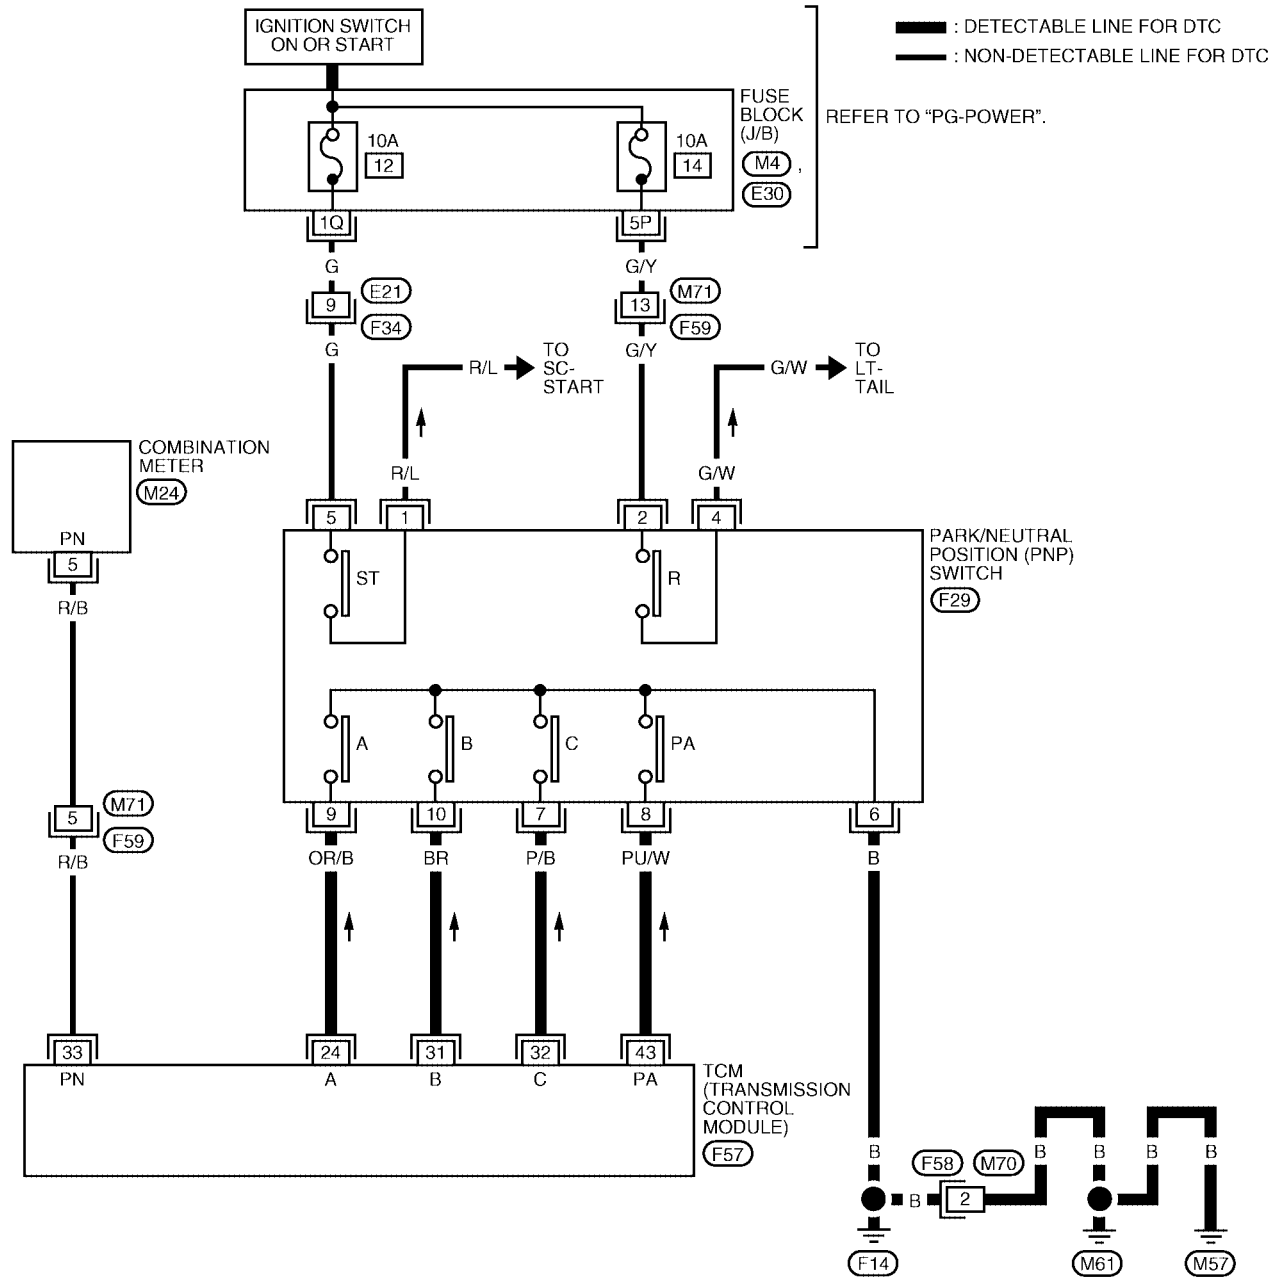 IGNITION SWITCH
ON OR START
: DETECTABLE LINE FOR DTC
: NON-DETECTABLE LINE FOR DTC
FUSE
BLOCK
(J/B)
M4 ,
E30
REFER TO “PG-POWER”.
10A
12
10A
14
1Q
5P
G
G/Y
9
E21
F34
13
M71
F59
G
G/Y
R/L
TO
SC-
START
G/W
TO
LT-
TAIL
COMBINATION
METER
M24
R/L
G/W
PN
5
5
1
2
4
PARK/NEUTRAL
POSITION (PNP)
SWITCH
F29
ST
R
R/B
A
B
C
PA
5
M71
F59
9
10
7
8
6
R/B
OR/B
BR
P/B
PU/W
B
33
24
31
32
43
PN
A
B
C
PA
TCM
(TRANSMISSION
CONTROL
MODULE)
F57
B
F58
M70
B
B
B
B
B
2
F14
M61
M57